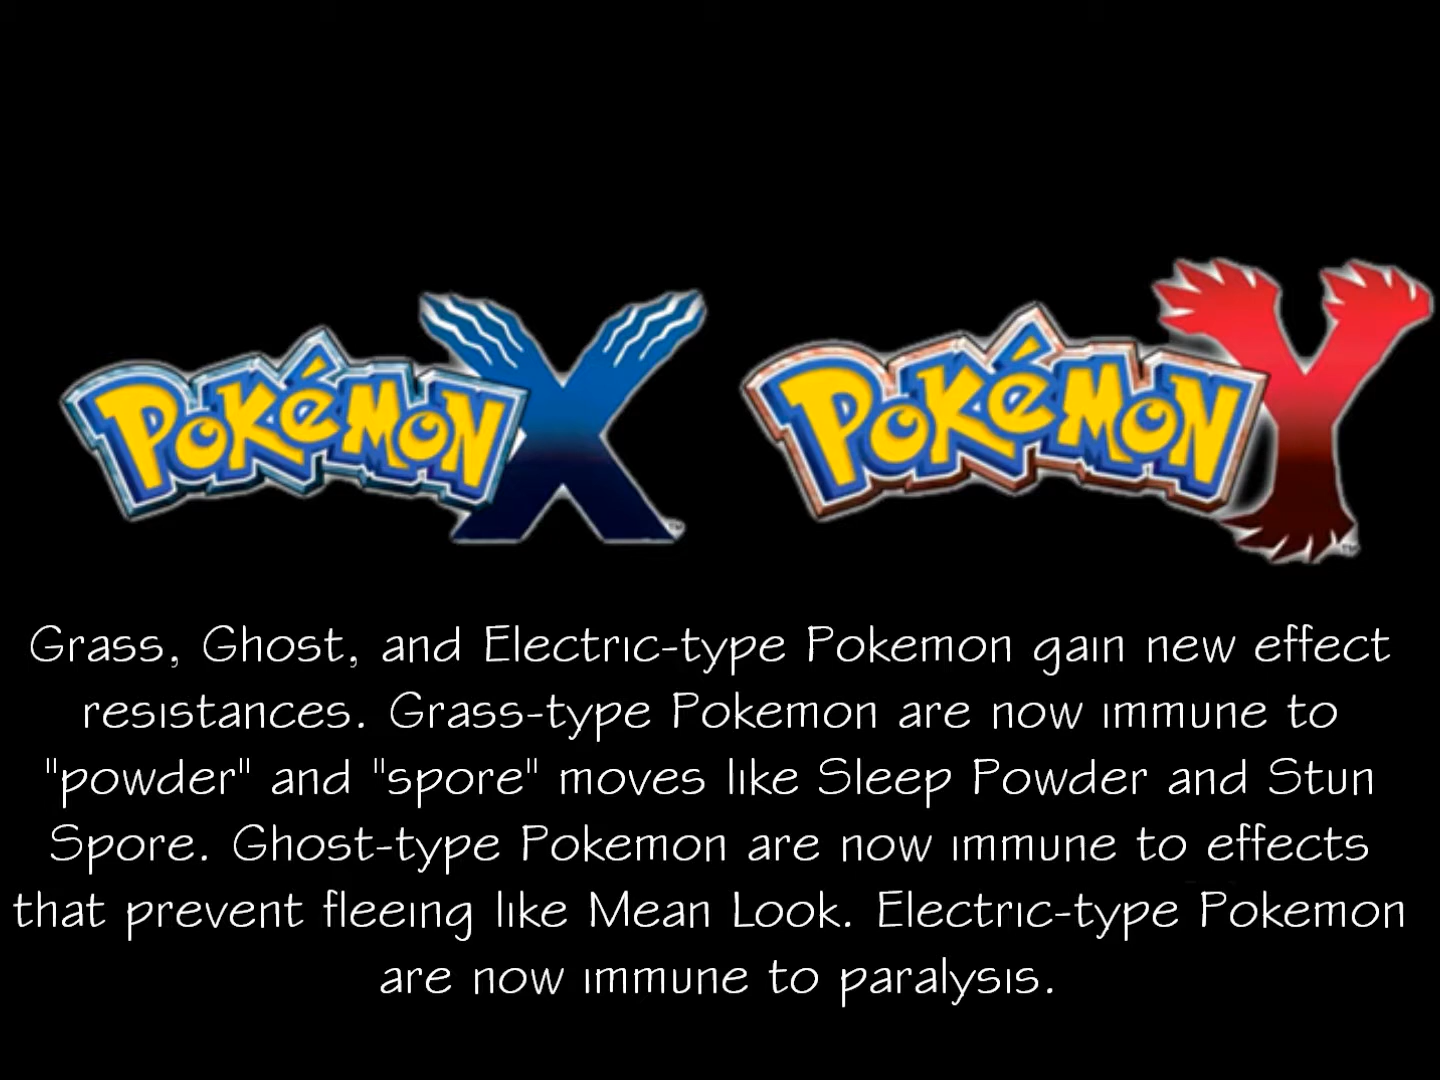 POKéMON X
TM
POKéMON Y
TM
Grass, Ghost, and Electric-type Pokemon gain new effect
resistances. Grass-type Pokemon are now immune to
"powder" and "spore" moves like Sleep Powder and Stun
Spore. Ghost-type Pokemon are now immune to effects
that prevent fleeing like Mean Look. Electric-type Pokemon
are now immune to paralysis.